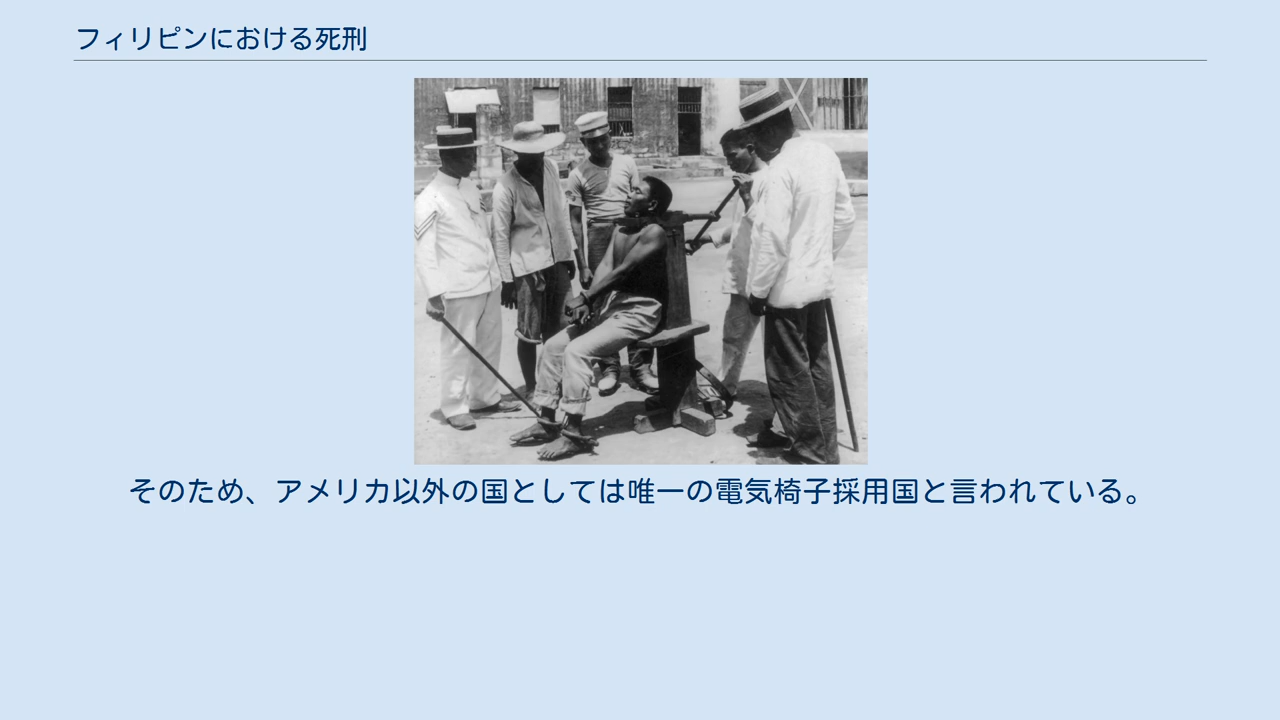 フィリピンにおける死刑
そのため、アメリカ以外の国としては唯一の電気椅子採用国と言われている。